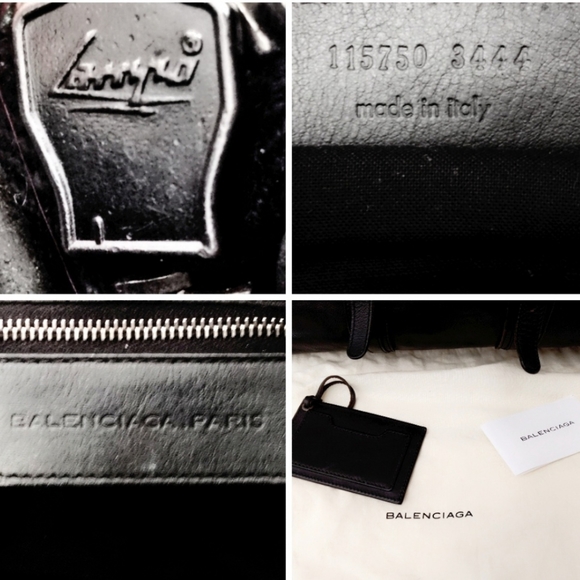 Lampo
115750 3444
made in italy
BALENCIAGA.PARIS
BALENCIAGA
BALENCIAGA